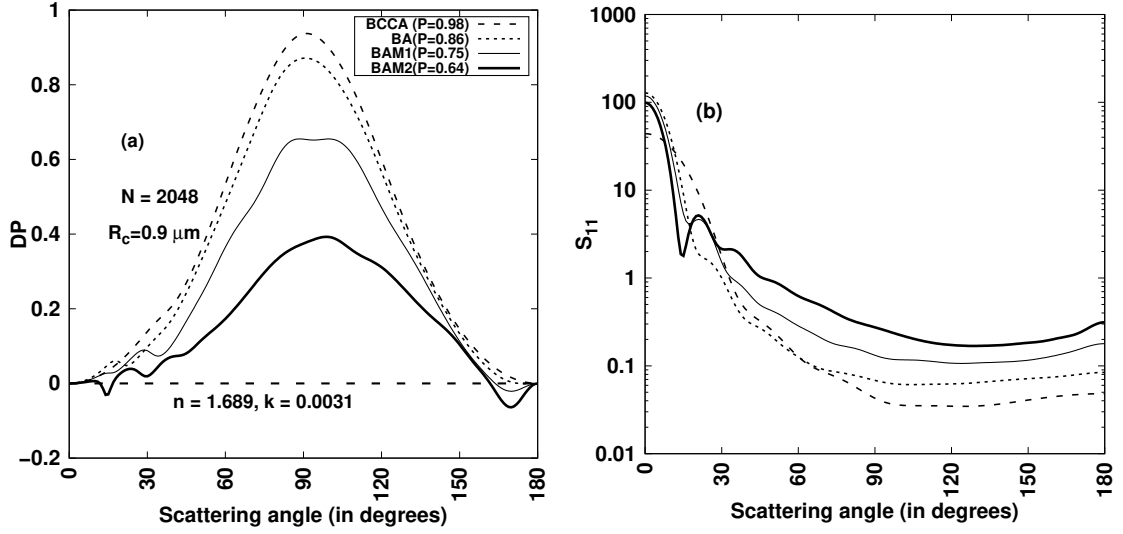 BCCA (P=0.98)
BA(P=0.86)
BAM1(P=0.75)
BAM2(P=0.64)
(a)
N = 2048
R_c=0.9 μm
n = 1.689, k = 0.0031
DP
1
0.8
0.6
0.4
0.2
0
−0.2
0 30 60 90 120 150 180
Scattering angle (in degrees)
(b)
S_11
1000
100
10
1
0.1
0.01
0 30 60 90 120 150 180
Scattering angle (in degrees)